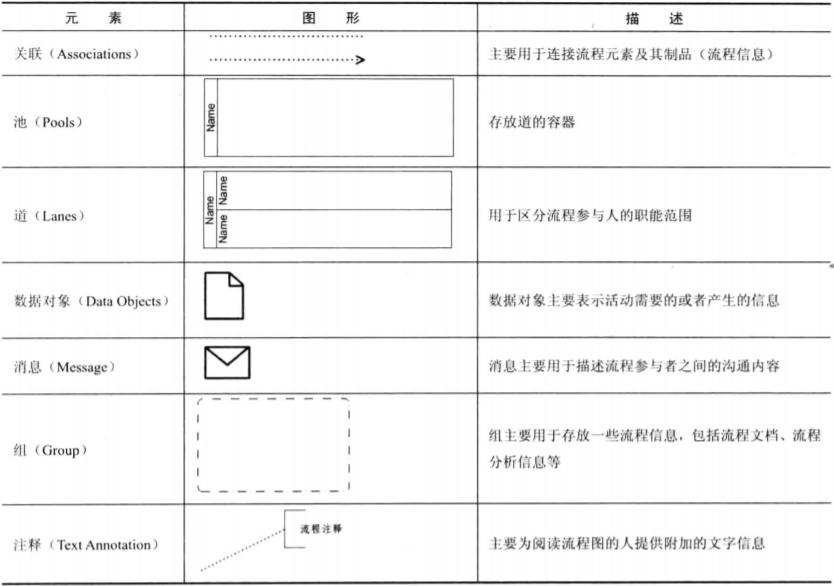 元 素 图 形 描 述
关联（Associations） 主要用于连接流程元素及其制品（流程信息）
池（Pools） Name 存放道的容器
道（Lanes） Name Name Name 用于区分流程参与人的职能范围
数据对象（Data Objects） 数据对象主要表示活动需要的或者产生的信息
消息（Message） 消息主要用于描述流程参与者之间的沟通内容
组（Group） 组主要用于存放一些流程信息，包括流程文档、流程
分析信息等
注释（Text Annotation） 流程注释 主要为阅读流程图的人提供附加的文字信息